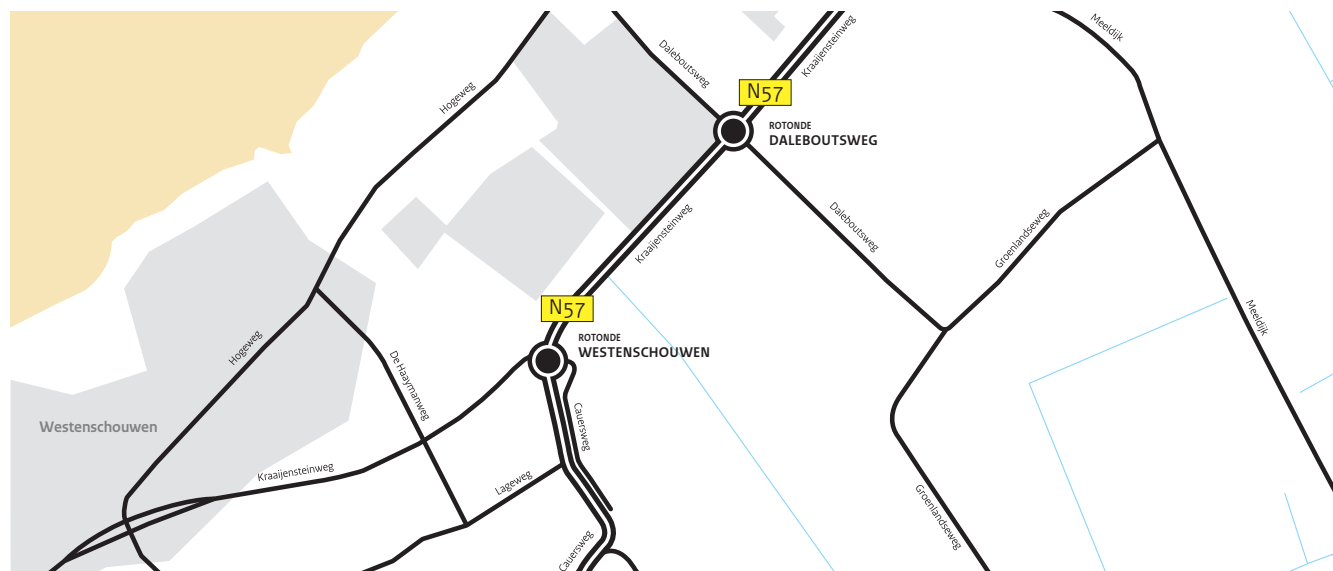 Meeldijk
Kraaijensteinweg
Daleboutsweg
Hogeweg
N57
ROTONDE
DALEBOUTSWEG
Kraaijensteinweg
Daleboutsweg
Groenlandseweg
N57
ROTONDE
WESTENSCHOUWEN
Meeldijk
Hogeweg
De Haaymanweg
Cauersweg
Westenschouwen
Kraaijensteinweg
Lageweg
Groenlandseweg
Cauersweg